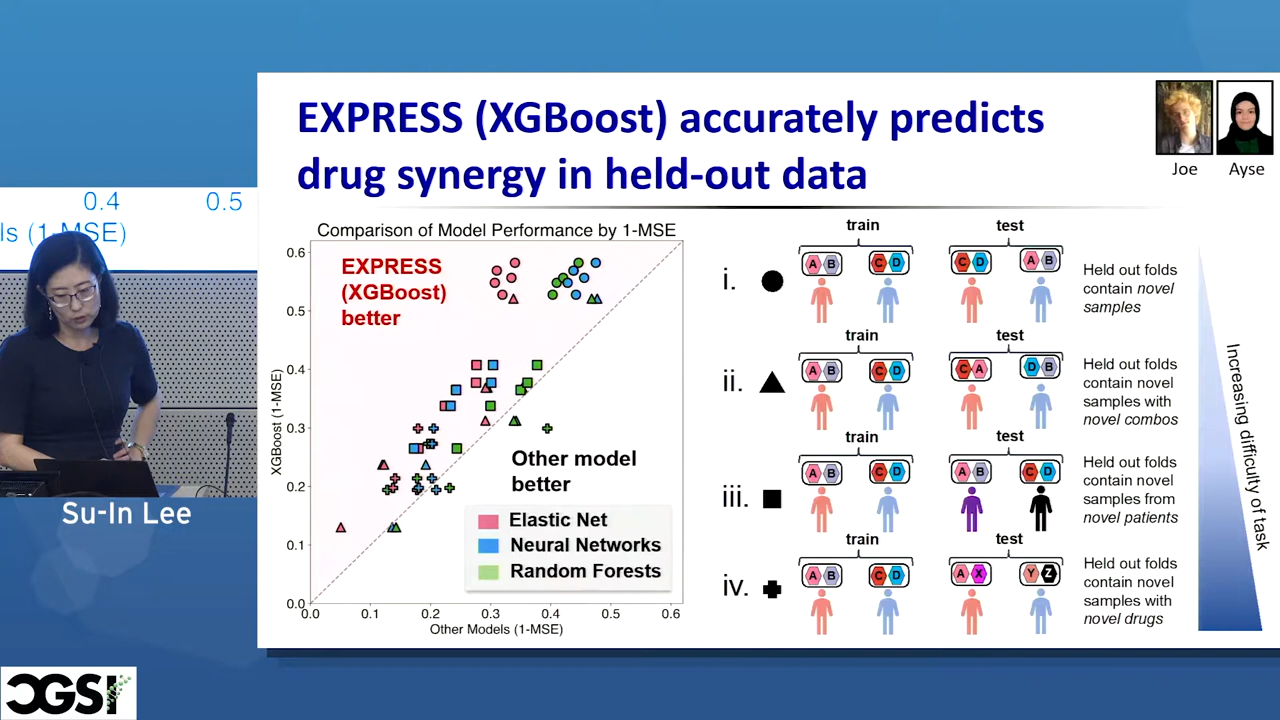 EXPRESS (XGBoost) accurately predicts
drug synergy in held-out data
Joe
Ayse
0.4
0.5
ls (1-MSE)
Su-In Lee
CGSI
Comparison of Model Performance by 1-MSE
EXPRESS
(XGBoost)
better
Other model
better
Elastic Net
Neural Networks
Random Forests
XGBoost (1-MSE)
0.6
0.5
0.4
0.3
0.2
0.1
0.0
0.0
0.1
0.2
0.3
0.4
0.5
0.6
Other Models (1-MSE)
train
test
i.
A B
C D
C D
A B
Held out folds
contain novel
samples
train
test
ii.
A B
C D
C A
D B
Held out folds
contain novel
samples with
novel combos
train
test
iii.
A B
C D
A B
C D
Held out folds
contain novel
samples from
novel patients
train
test
iv.
A B
C D
A X
Y Z
Held out folds
contain novel
samples with
novel drugs
Increasing difficulty of task